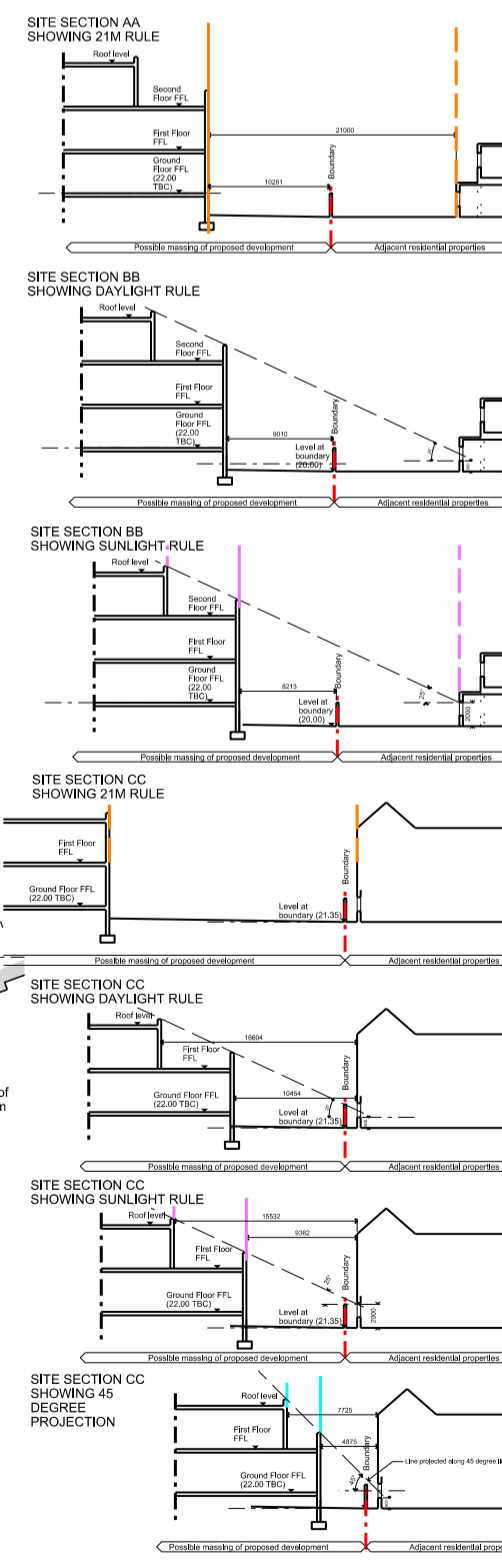 SITE SECTION AA
SHOWING 21M RULE
Roof level
Second
Floor FFL
First Floor
FFL
Ground
Floor FFL
(22.00
TBC)
21000
10281
Boundary
Possible massing of proposed development
Adjacent residential properties
SITE SECTION BB
SHOWING DAYLIGHT RULE
Roof level
Second
Floor FFL
First Floor
FFL
Ground
Floor FFL
(22.00
TBC)
9010
Level at
boundary
(20.00)
Boundary
Possible massing of proposed development
Adjacent residential properties
SITE SECTION BB
SHOWING SUNLIGHT RULE
Roof level
Second
Floor FFL
First Floor
FFL
Ground
Floor FFL
(22.00
TBC)
8213
Level at
boundary
(20.00)
Boundary
25°
2000
Possible massing of proposed development
Adjacent residential properties
SITE SECTION CC
SHOWING 21M RULE
First Floor
FFL
Ground Floor FFL
(22.00 TBC)
Level at
boundary (21.35)
Boundary
Possible massing of proposed development
Adjacent residential properties
SITE SECTION CC
SHOWING DAYLIGHT RULE
Roof level
16604
First Floor
FFL
10454
Ground Floor FFL
(22.00 TBC)
Level at
boundary (21.35)
Boundary
of
m
Possible massing of proposed development
Adjacent residential properties
SITE SECTION CC
SHOWING SUNLIGHT RULE
Roof level
15532
9382
First Floor
FFL
Ground Floor FFL
(22.00 TBC)
Level at
boundary (21.35)
Boundary
25°
2000
Possible massing of proposed development
Adjacent residential properties
SITE SECTION CC
SHOWING 45
DEGREE
PROJECTION
Roof level
7725
First Floor
FFL
4875
Boundary
Line projected along 45 degree
45°
Ground Floor FFL
(22.00 TBC)
Possible massing of proposed development
Adjacent residential